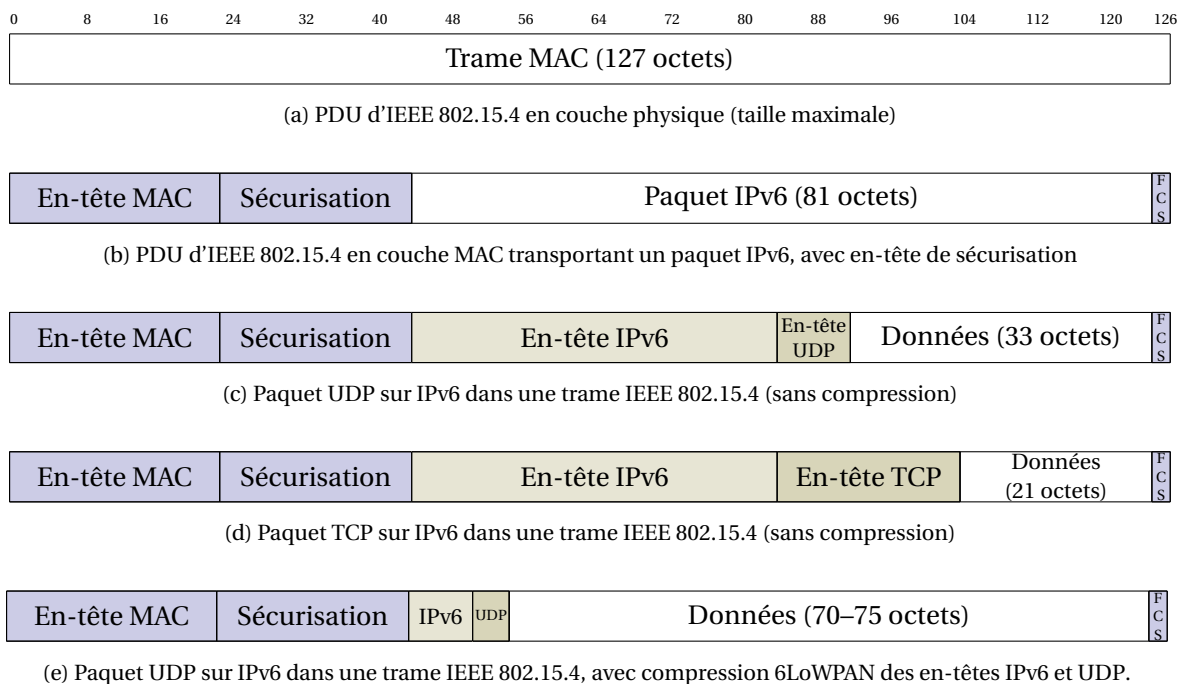 0 8 16 24 32 40 48 56 64 72 80 88 96 104 112 120 126
Trame MAC (127 octets)
(a) PDU d'IEEE 802.15.4 en couche physique (taille maximale)
En-tête MAC Sécurisation Paquet IPv6 (81 octets) F C S
(b) PDU d'IEEE 802.15.4 en couche MAC transportant un paquet IPv6, avec en-tête de sécurisation
En-tête MAC Sécurisation En-tête IPv6 En-tête UDP Données (33 octets) F C S
(c) Paquet UDP sur IPv6 dans une trame IEEE 802.15.4 (sans compression)
En-tête MAC Sécurisation En-tête IPv6 En-tête TCP Données (21 octets) F C S
(d) Paquet TCP sur IPv6 dans une trame IEEE 802.15.4 (sans compression)
En-tête MAC Sécurisation IPv6 UDP Données (70–75 octets) F C S
(e) Paquet UDP sur IPv6 dans une trame IEEE 802.15.4, avec compression 6LoWPAN des en-têtes IPv6 et UDP.